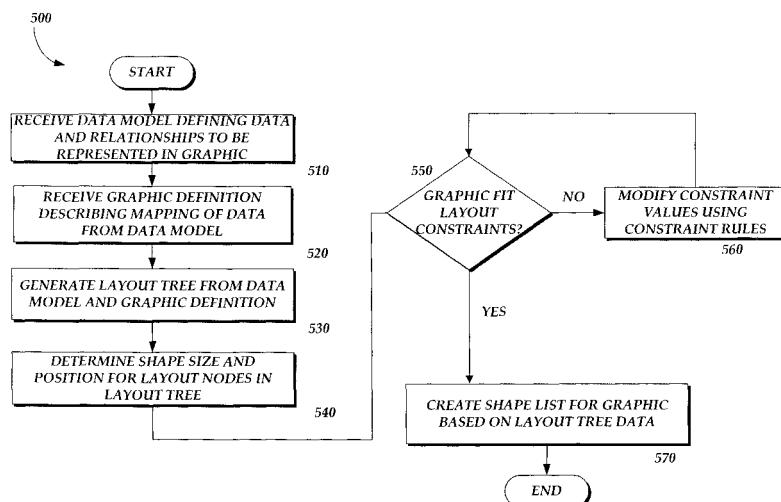 500
START
RECEIVE DATA MODEL DEFINING DATA
AND RELATIONSHIPS TO BE
REPRESENTED IN GRAPHIC
510
RECEIVE GRAPHIC DEFINITION
DESCRIBING MAPPING OF DATA
FROM DATA MODEL
520
GENERATE LAYOUT TREE FROM DATA
MODEL AND GRAPHIC DEFINITION
530
DETERMINE SHAPE SIZE AND
POSITION FOR LAYOUT NODES IN
LAYOUT TREE
540
550
GRAPHIC FIT
LAYOUT
CONSTRAINTS?
NO
MODIFY CONSTRAINT
VALUES USING
CONSTRAINT RULES
560
YES
CREATE SHAPE LIST FOR GRAPHIC
BASED ON LAYOUT TREE DATA
570
END